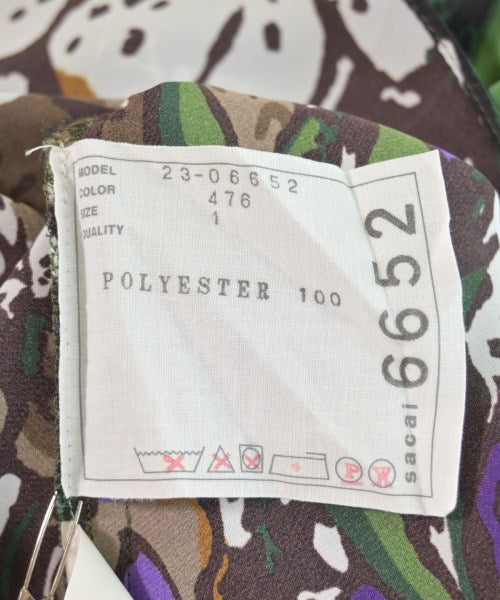 MODEL 23-06652
COLOR 476
SIZE 1
QUALITY
POLYESTER 100
sacai 6652
P W